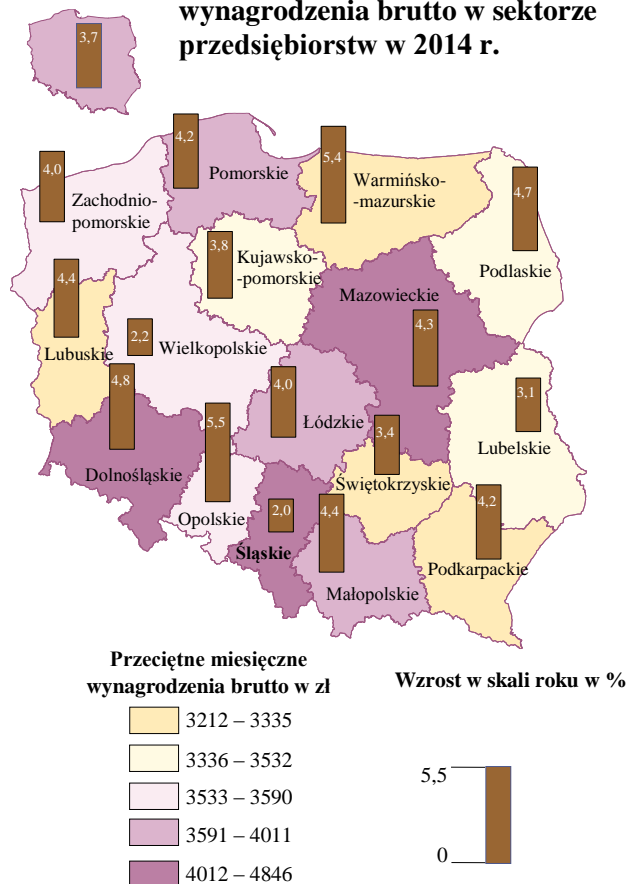 wynagrodzenia brutto w sektorze
przedsiębiorstw w 2014 r.
3,7
4,2
Pomorskie
5,4
Warmińsko-
-mazurskie
4,0
Zachodnio-
pomorskie
4,7
Podlaskie
3,8
Kujawsko-
-pomorskie
4,4
Lubuskie
Mazowieckie
4,3
2,2
Wielkopolskie
4,8
Dolnośląskie
4,0
Łódzkie
3,1
Lubelskie
5,5
Opolskie
3,4
Świętokrzyskie
2,0
Śląskie
4,4
Małopolskie
4,2
Podkarpackie
Przeciętne miesięczne
wynagrodzenia brutto w zł
3212 – 3335
3336 – 3532
3533 – 3590
3591 – 4011
4012 – 4846
Wzrost w skali roku w %
5,5
0